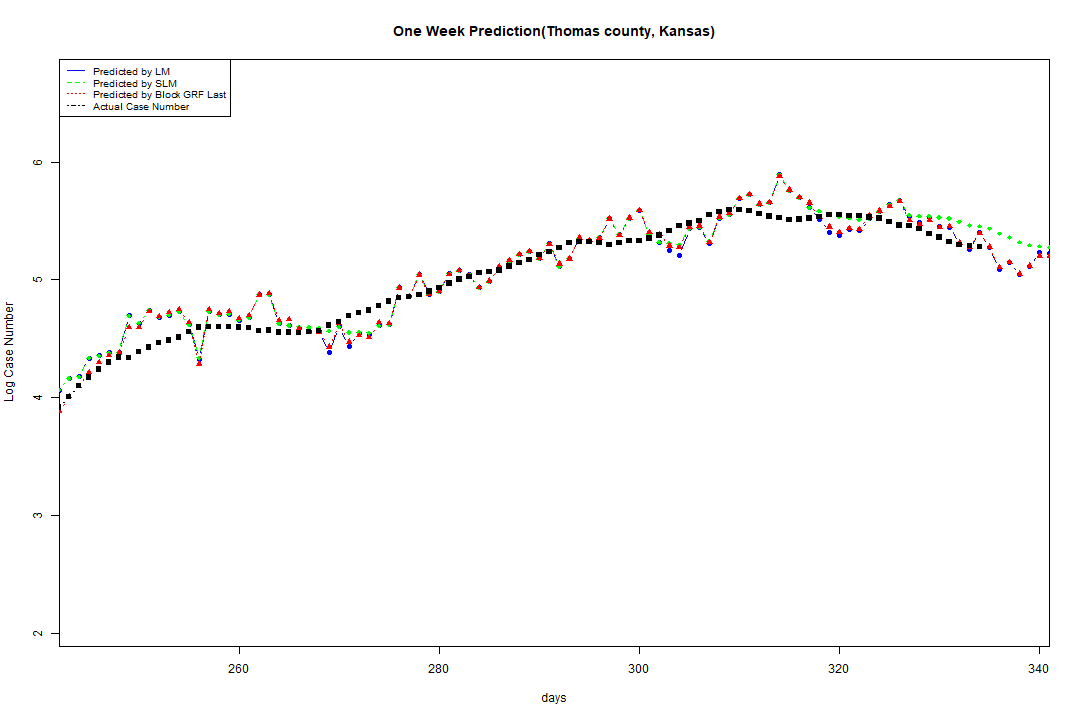 One Week Prediction(Thomas county, Kansas)
Predicted by LM
Predicted by SLM
Predicted by Block GRF Last
Actual Case Number
6
5
4
3
2
Log Case Number
260 280 300 320 340
days